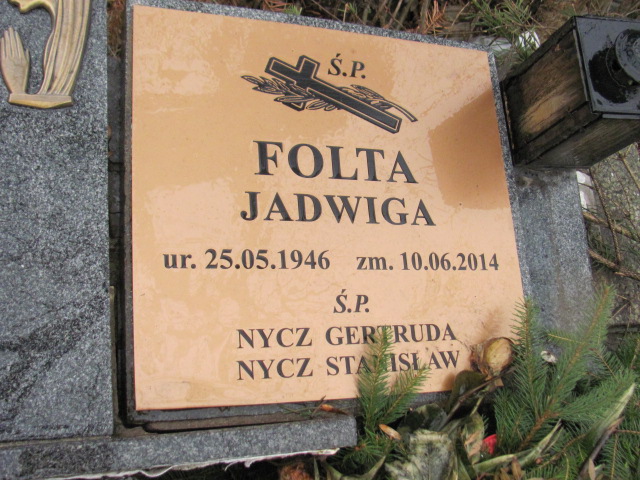 Ś.P.
FOLTA
JADWIGA
ur. 25.05.1946 zm. 10.06.2014
Ś.P.
NYCZ GERTRUDA
NYCZ STANISŁAW